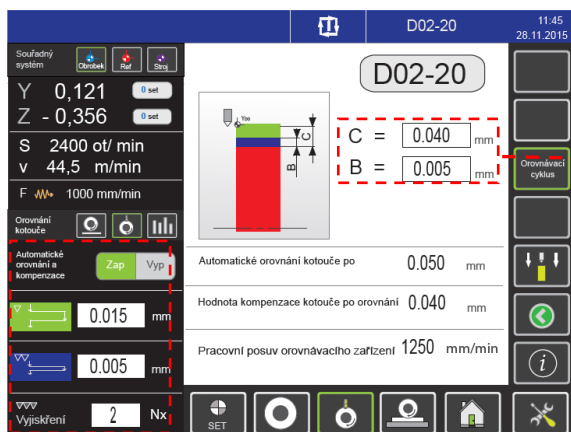 D02-20
11:45
28.11.2015
Souřadný
systém
Obrobek
Ref
Stroj
Y 0,121 0 set
Z - 0,356 0 set
S 2400 ot/ min
v 44,5 m/min
F 1000 mm/min
Orovnání
kotouče
Automatické
orovnání a
kompenzace
Zap
Vyp
0.015 mm
0.005 mm
Vyjiskření 2 Nx
D02-20
C
B
C = 0.040 mm
B = 0.005 mm
Automatické orovnání kotouče po 0.050 mm
Hodnota kompenzace kotouče po orovnání 0.040 mm
Pracovní posuv orovnávacího zařízení 1250 mm/min
SET
Orovnávací
cyklus
i